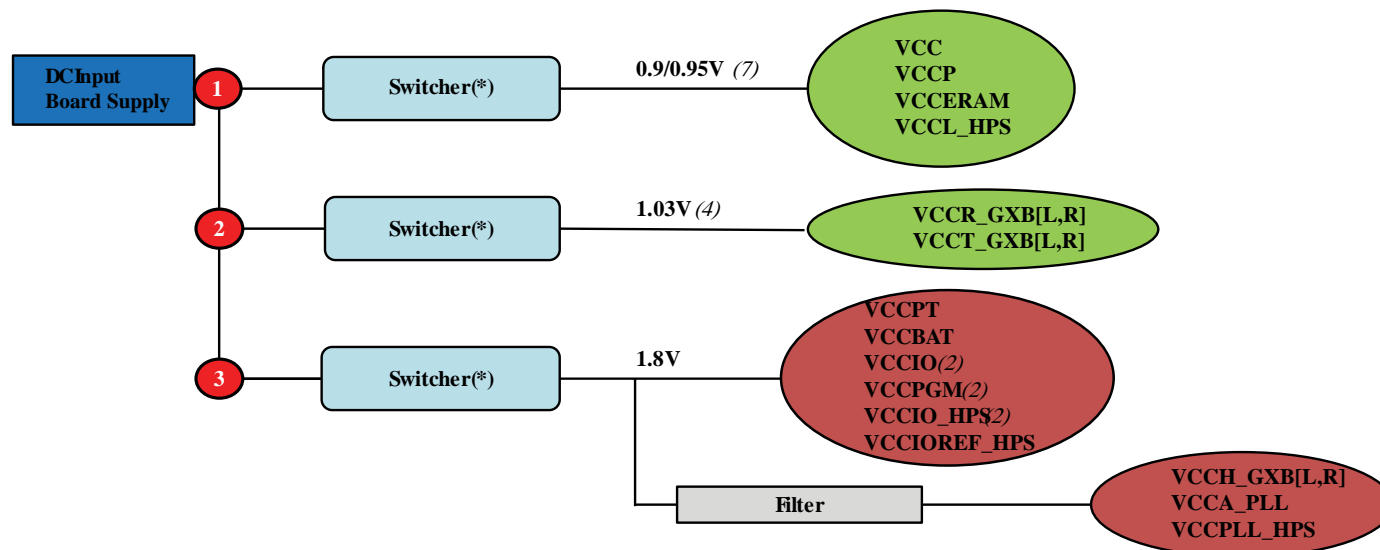 DCInput
Board Supply
1
Switcher(*)
0.9/0.95V (7)
VCC
VCCP
VCCERAM
VCCL_HPS
2
Switcher(*)
1.03V (4)
VCCR_GXB[L,R]
VCCT_GXB[L,R]
3
Switcher(*)
1.8V
VCCPT
VCCBAT
VCCIO(2)
VCCPGM(2)
VCCIO_HPS(2)
VCCIOREF_HPS
Filter
VCCH_GXB[L,R]
VCCA_PLL
VCCPLL_HPS